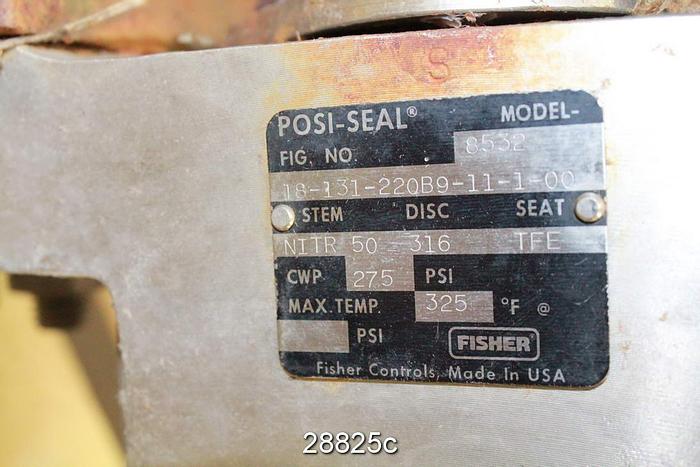 S
POSI-SEAL® MODEL-
FIG. NO 8532
18-131-220B9-11-1-00
STEM DISC SEAT
NITR 50 316 TFE
CWP 275 PSI
MAX.TEMP. 325 °F @
PSI
FISHER
Fisher Controls, Made In USA
28825c